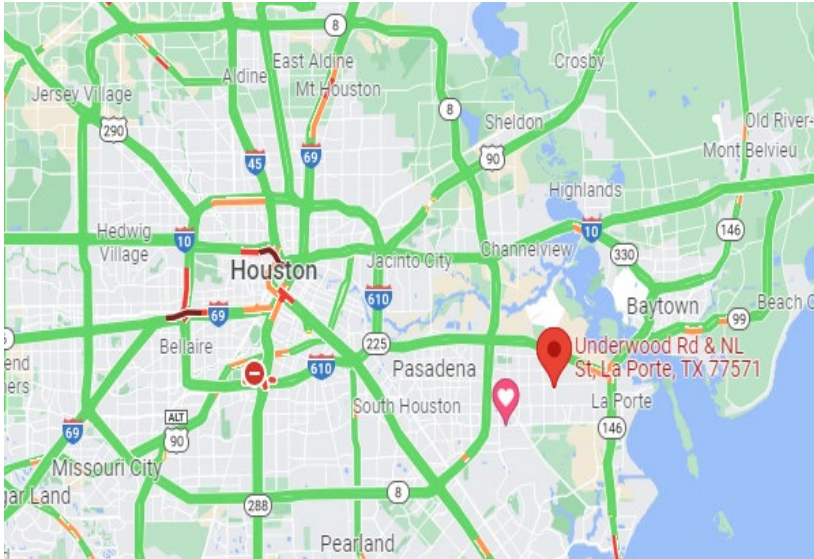 8
East Aldine
Crosby
Aldine
Mt Houston
Jersey Village
8
Sheldon
Old River-
290
45
69
90
Mont Belvieu
Highlands
146
Hedwig
Village
10
10
Channelview
330
Houston
Jacinto City
610
Baytown
Beach C
69
99
Bellaire
225
Underwood Rd & NL
St, La Porte, TX 77571
610
Pasadena
La Porte
South Houston
ALT
90
69
146
Missouri City
gar Land
8
288
Pearland